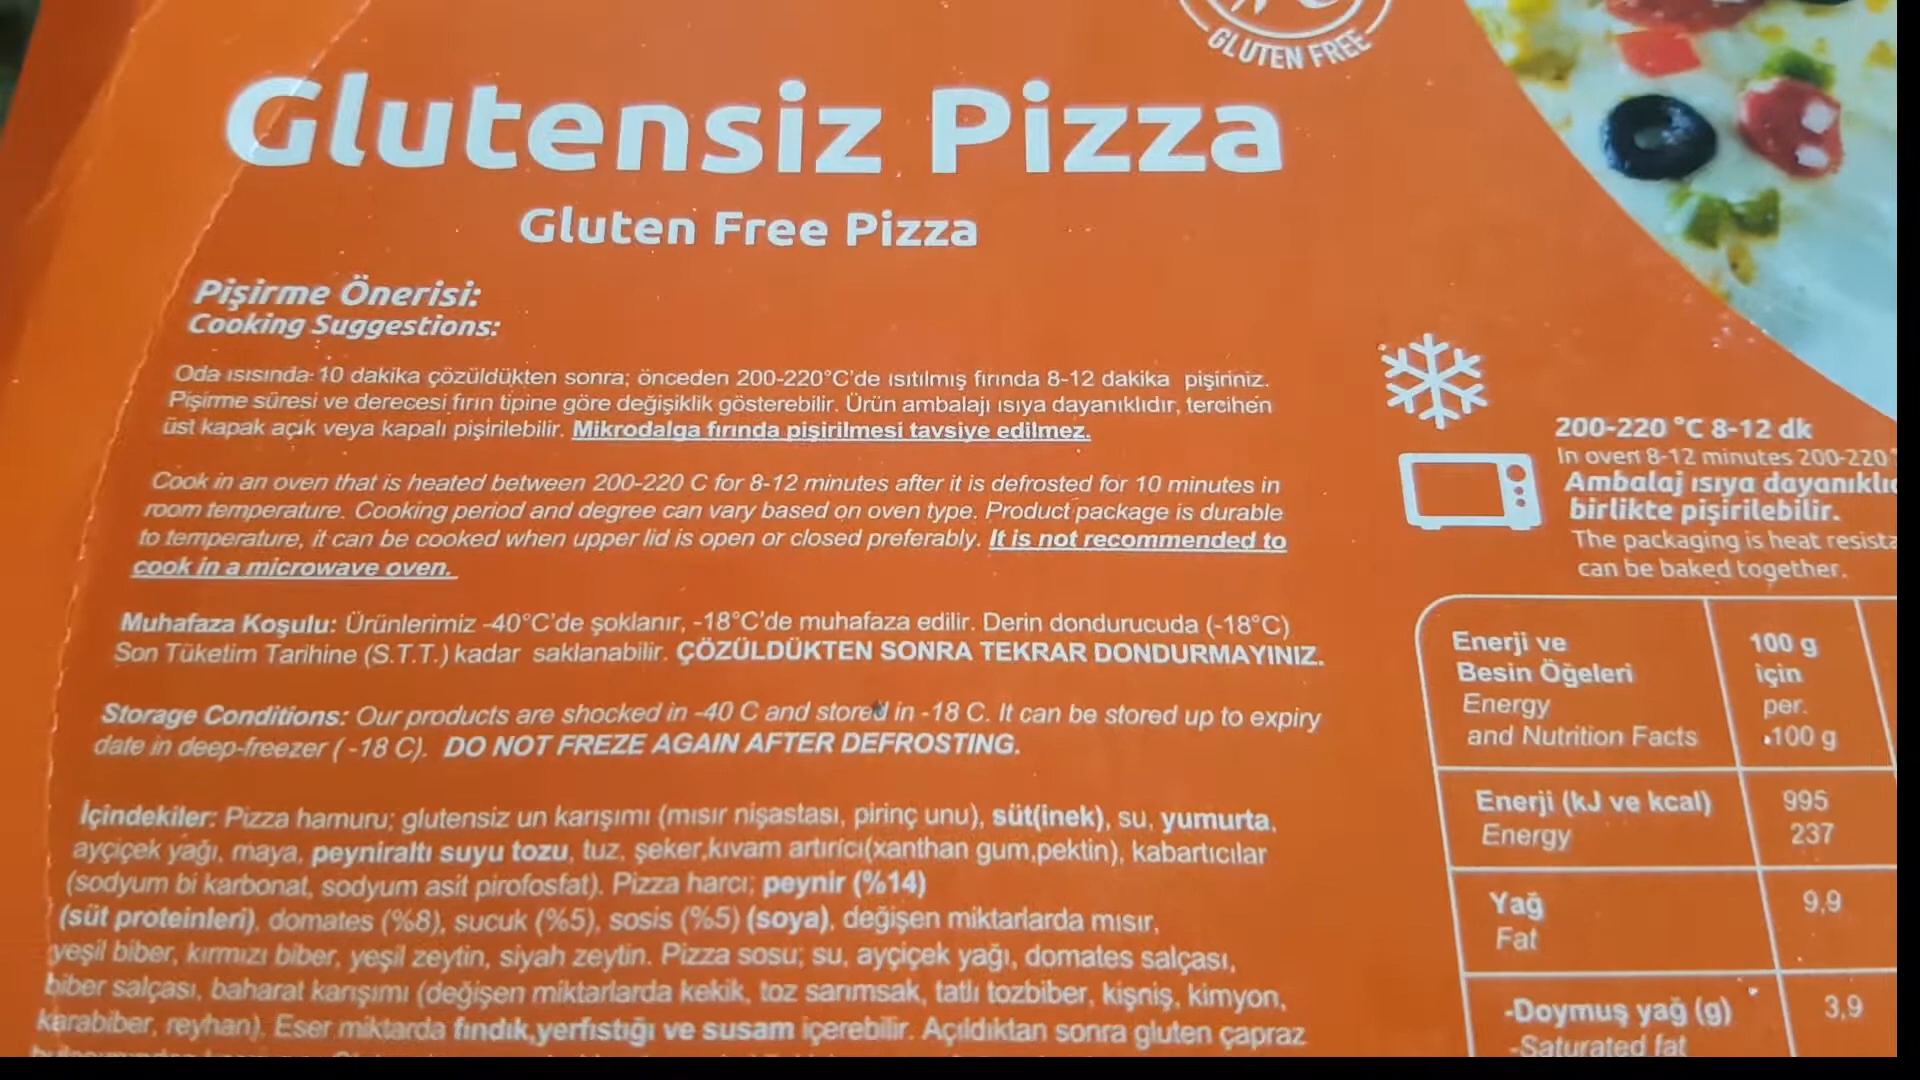 GLUTEN FREE
Glutensiz Pizza
Gluten Free Pizza
Pişirme Önerisi:
Cooking Suggestions:
Oda ısısında 10 dakika çözüldükten sonra; önceden 200-220°C'de ısıtılmış fırında 8-12 dakika pişiriniz.
Pişirme süresi ve derecesi fırın tipine göre değişiklik gösterebilir. Ürün ambalajı ısıya dayanıklıdır, tercihen
üst kapak açık veya kapalı pişirilebilir. Mikrodalga fırında pişirilmesi tavsiye edilmez.
Cook in an oven that is heated between 200-220 C for 8-12 minutes after it is defrosted for 10 minutes in
room temperature. Cooking period and degree can vary based on oven type. Product package is durable
to temperature, it can be cooked when upper lid is open or closed preferably. It is not recommended to
cook in a microwave oven.
Muhafaza Koşulu: Ürünlerimiz -40°C'de şoklanır, -18°C'de muhafaza edilir. Derin dondurucuda (-18°C)
Son Tüketim Tarihine (S.T.T.) kadar saklanabilir. ÇÖZÜLDÜKTEN SONRA TEKRAR DONDURMAYINIZ.
Storage Conditions: Our products are shocked in -40 C and stored in -18 C. It can be stored up to expiry
date in deep-freezer (-18 C). DO NOT FREZE AGAIN AFTER DEFROSTING.
İçindekiler: Pizza hamuru; glutensiz un karışımı (mısır nişastası, pirinç unu), süt(inek), su, yumurta,
ayçiçek yağı, maya, peyniraltı suyu tozu, tuz, şeker,kıvam artırıcı(xanthan gum,pektin), kabartıcılar
(sodyum bi karbonat, sodyum asit pirofosfat). Pizza harcı; peynir (%14)
(süt proteinleri), domates (%8), sucuk (%5), sosis (%5) (soya), değişen miktarlarda mısır,
yeşil biber, kırmızı biber, yeşil zeytin, siyah zeytin. Pizza sosu; su, ayçiçek yağı, domates salçası,
biber salçası, baharat karışımı (değişen miktarlarda kekik, toz sarımsak, tatlı tozbiber, kişniş, kimyon,
karabiber, reyhan). Eser miktarda fındık,yerfıstığı ve susam içerebilir. Açıldıktan sonra gluten çapraz
200-220 °C 8-12 dk
In oven 8-12 minutes 200-220
Ambalaj ısıya dayanıklıd
birlikte pişirilebilir.
The packaging is heat resista
can be baked together.
Enerji ve
Besin Öğeleri
Energy
and Nutrition Facts
100 g
için
per.
100 g
Enerji (kJ ve kcal) 995
Energy 237
Yağ 9,9
Fat
-Doymuş yağ (g) 3,9
-Saturated fat